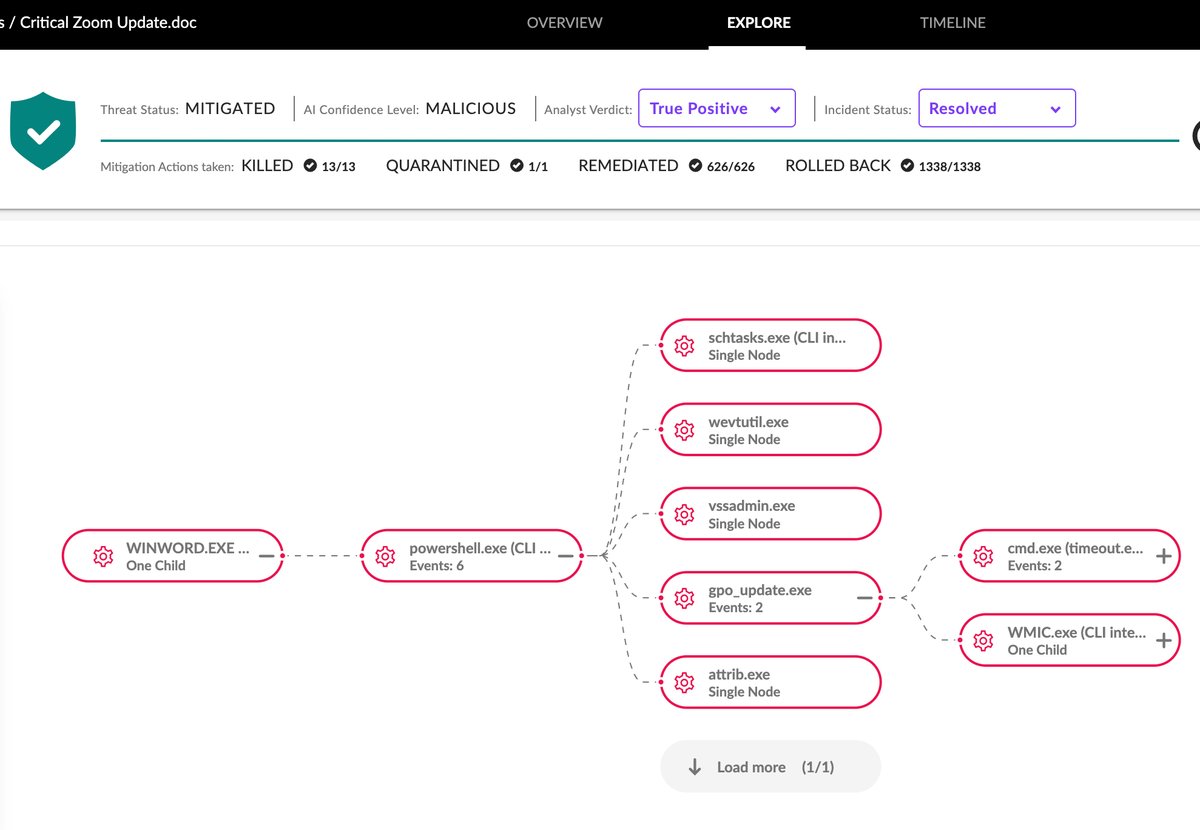 s / Critical Zoom Update.doc
OVERVIEW
EXPLORE
TIMELINE
Threat Status: MITIGATED
AI Confidence Level: MALICIOUS
Analyst Verdict: True Positive
Incident Status: Resolved
Mitigation Actions taken: KILLED 13/13 QUARANTINED 1/1 REMEDIATED 626/626 ROLLED BACK 1338/1338
WINWORD.EXE ...
One Child
powershell.exe (CLI ...
Events: 6
schtasks.exe (CLI in...
Single Node
wevtutil.exe
Single Node
vssadmin.exe
Single Node
gpo_update.exe
Events: 2
attrib.exe
Single Node
cmd.exe (timeout.e...
Events: 2
WMIC.exe (CLI inte...
One Child
Load more (1/1)